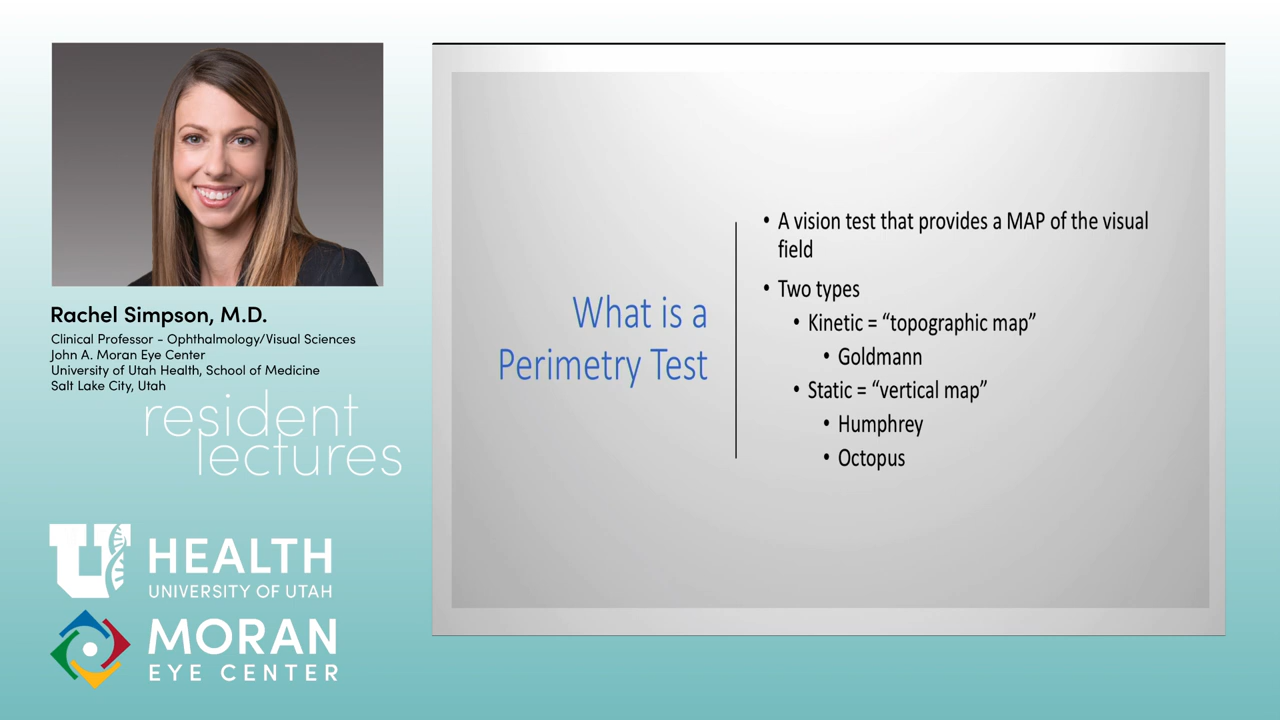 Rachel Simpson, M.D.
Clinical Professor - Ophthalmology/Visual Sciences
John A. Moran Eye Center
University of Utah Health, School of Medicine
Salt Lake City, Utah
resident
lectures
U HEALTH
UNIVERSITY OF UTAH
MORAN
EYE CENTER
What is a
Perimetry Test
• A vision test that provides a MAP of the visual
field
• Two types
• Kinetic = “topographic map”
• Goldmann
• Static = “vertical map”
• Humphrey
• Octopus